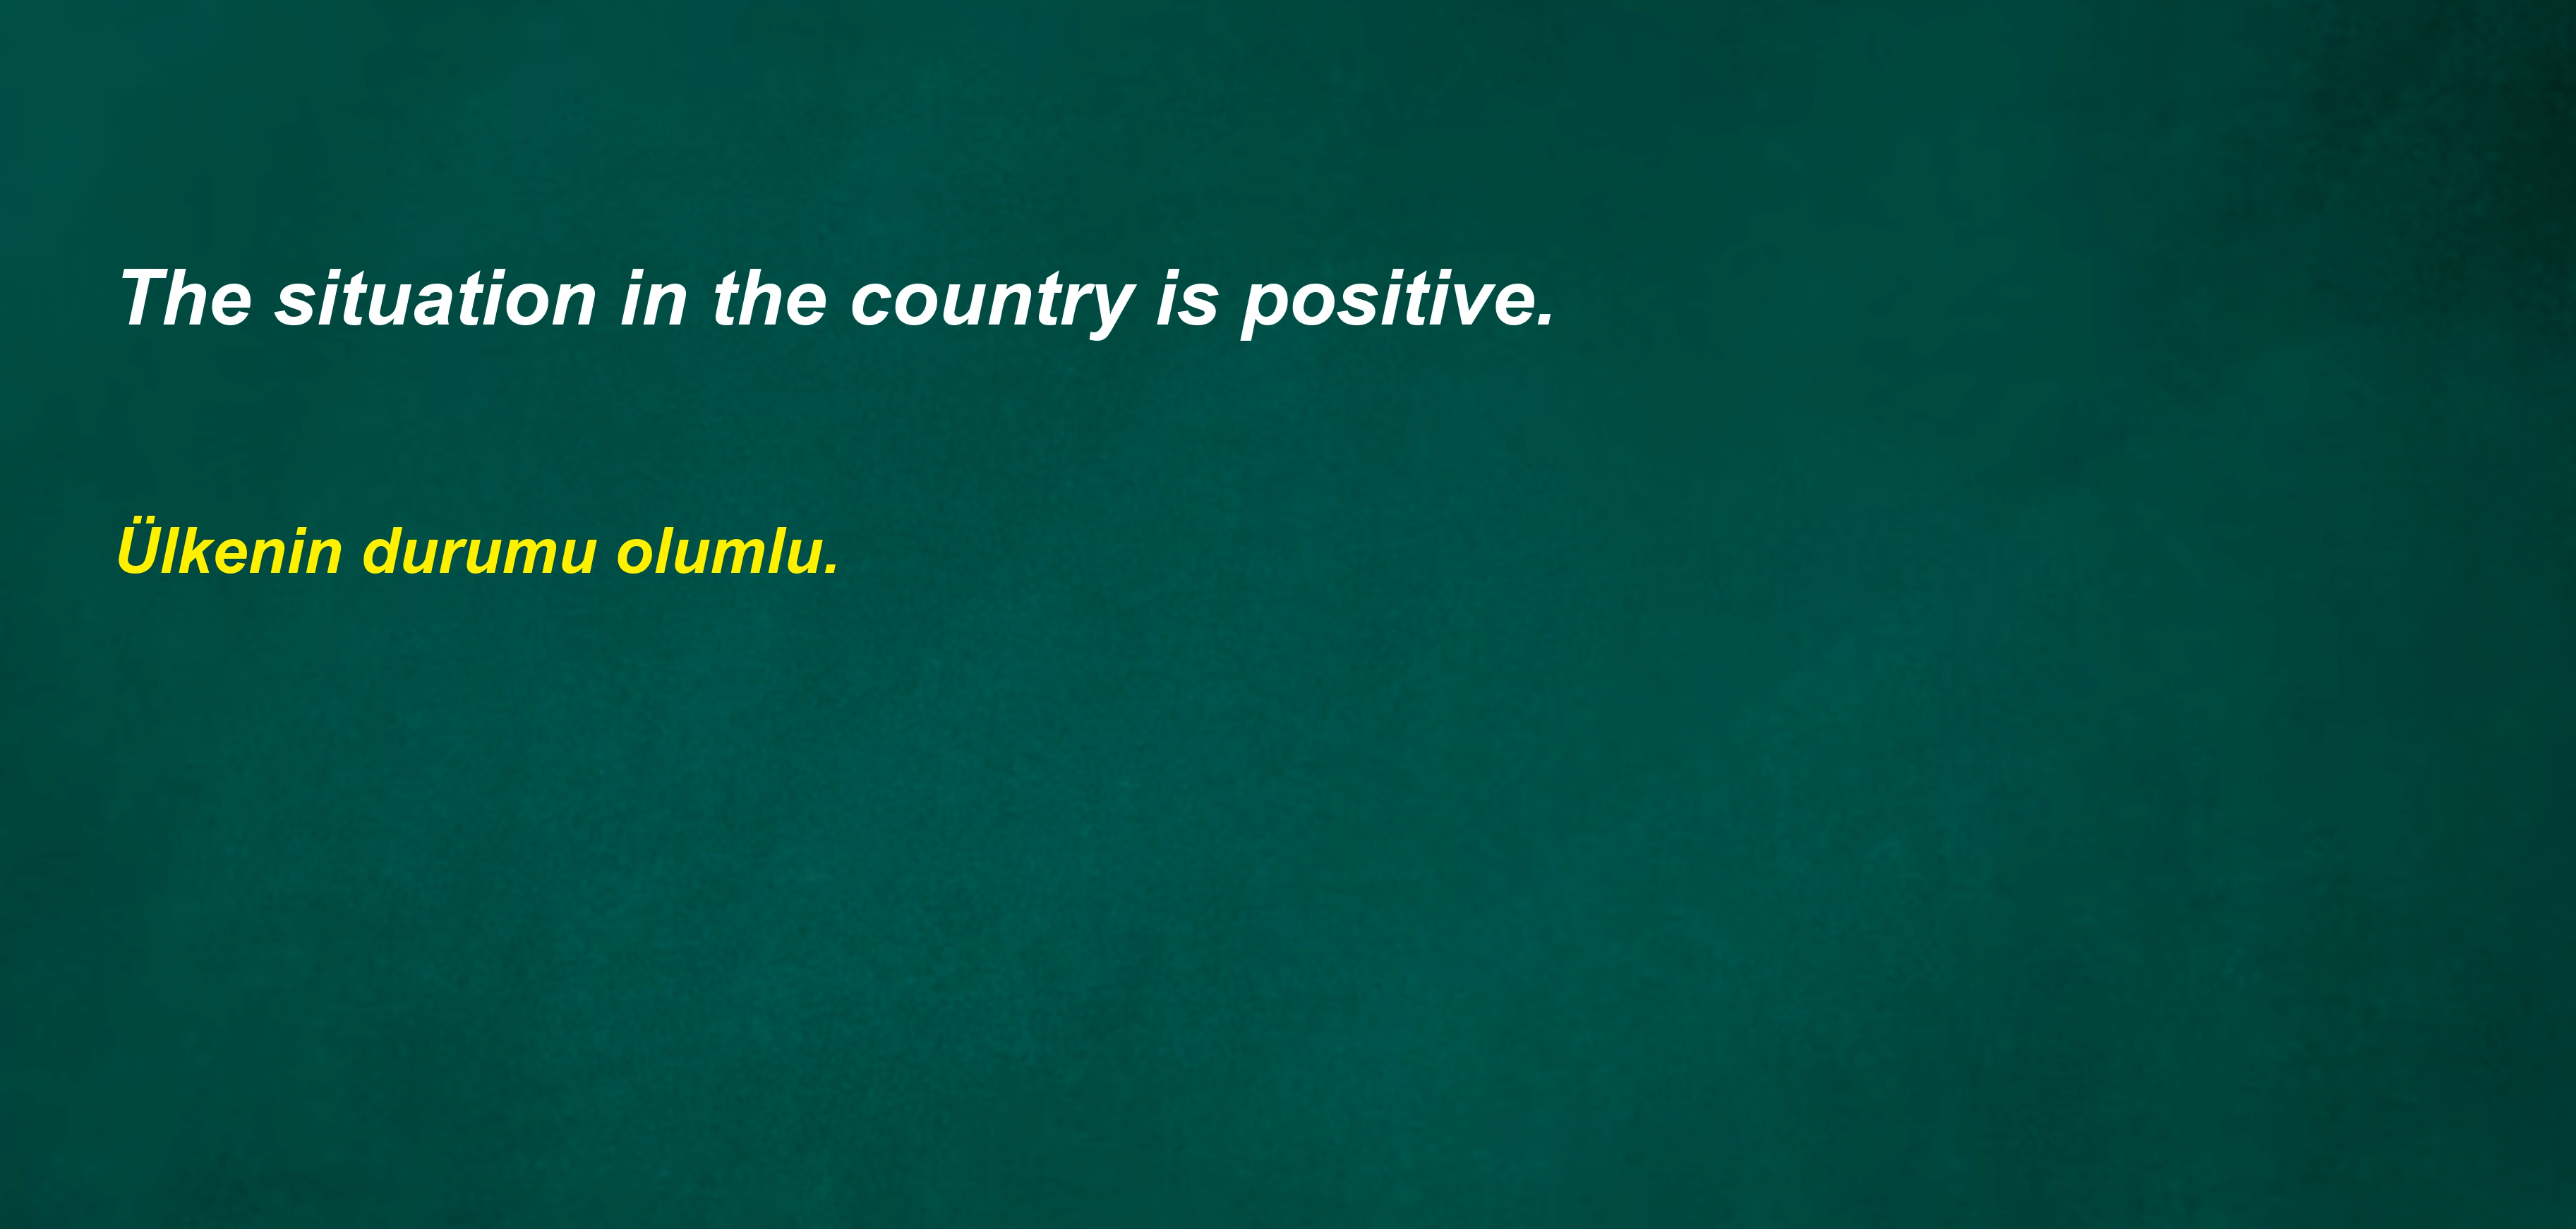 The situation in the country is positive.
Ülkenin durumu olumlu.